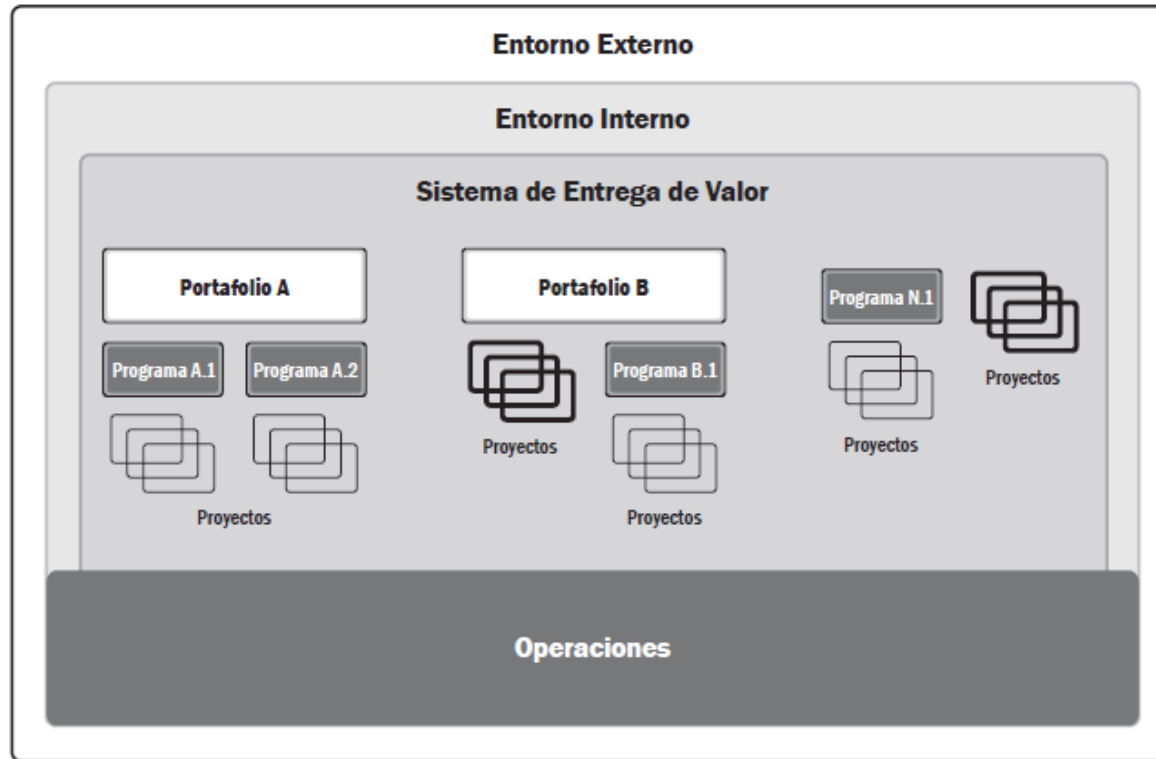 Entorno Externo
Entorno Interno
Sistema de Entrega de Valor
Portafolio A
Portafolio B
Programa N.1
Proyectos
Programa A.1
Programa A.2
Programa B.1
Proyectos
Proyectos
Proyectos
Proyectos
Operaciones